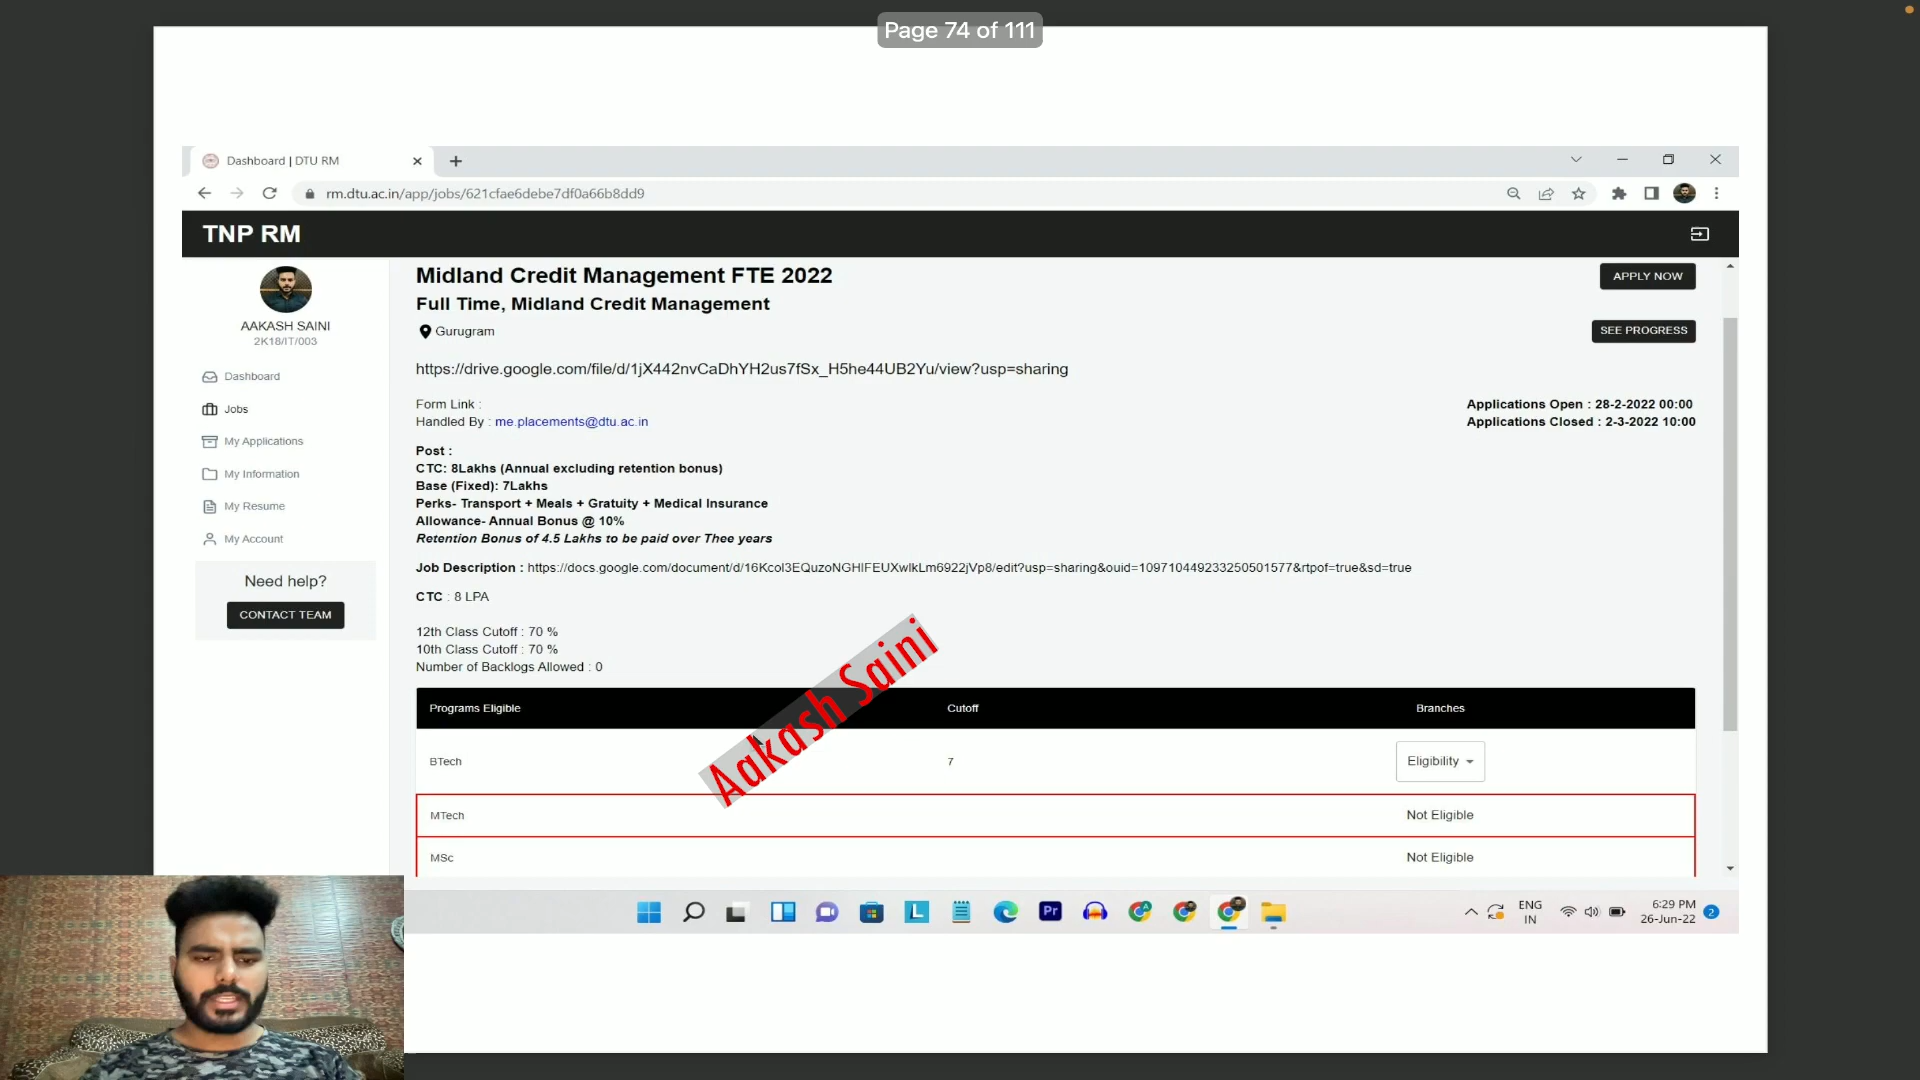 Page 74 of 111
Dashboard | DTU RM
rm.dtu.ac.in/app/jobs/621cfae6debe7df0a66b8dd9
TNP RM
AAKASH SAINI
2K18/IT/003
Dashboard
Jobs
My Applications
My Information
My Resume
My Account
Need help?
CONTACT TEAM
Midland Credit Management FTE 2022
APPLY NOW
Full Time, Midland Credit Management
Gurugram
SEE PROGRESS
https://drive.google.com/file/d/1jX442nvCaDhYH2us7fSx_H5he44UB2Yu/view?usp=sharing
Form Link :
Applications Open : 28-2-2022 00:00
Handled By : me.placements@dtu.ac.in
Applications Closed : 2-3-2022 10:00
Post :
CTC: 8Lakhs (Annual excluding retention bonus)
Base (Fixed): 7Lakhs
Perks- Transport + Meals + Gratuity + Medical Insurance
Allowance- Annual Bonus @ 10%
Retention Bonus of 4.5 Lakhs to be paid over Thee years
Job Description : https://docs.google.com/document/d/16Kcol3EQuzoNGHIFEUXwlkLm6922jVp8/edit?usp=sharing&ouid=109710449233250501577&rtpof=true&sd=true
CTC : 8 LPA
12th Class Cutoff : 70 %
10th Class Cutoff : 70 %
Number of Backlogs Allowed : 0
Aakash Saini
Programs Eligible Cutoff Branches
BTech 7 Eligibility
MTech Not Eligible
MSc Not Eligible
Pr
ENG
IN
6:29 PM
26-Jun-22
2